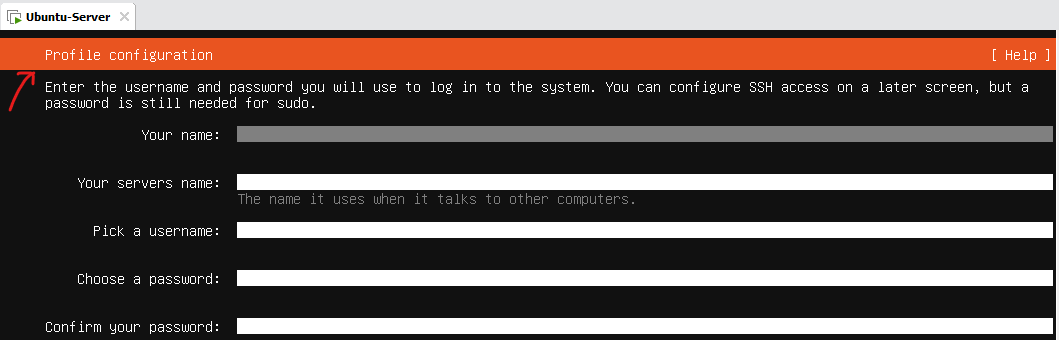 Ubuntu-Server
Profile configuration [ Help ]
Enter the username and password you will use to log in to the system. You can configure SSH access on a later screen, but a
password is still needed for sudo.
Your name:
Your servers name:
The name it uses when it talks to other computers.
Pick a username:
Choose a password:
Confirm your password: